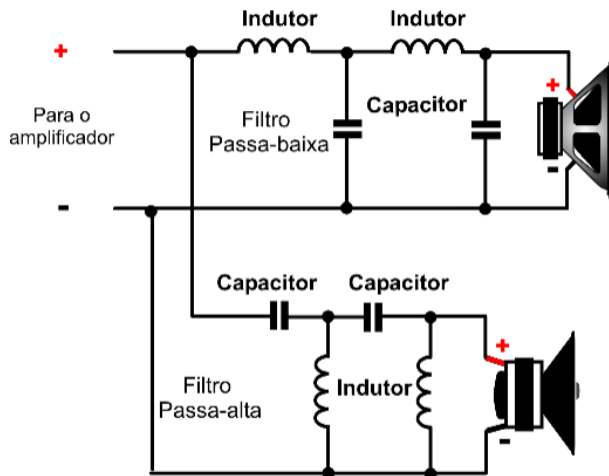 Indutor
Indutor
+
Para o
amplificador
Filtro
Passa-baixa
Capacitor
+
-
-
Capacitor
Capacitor
Filtro
Passa-alta
Indutor
+
-